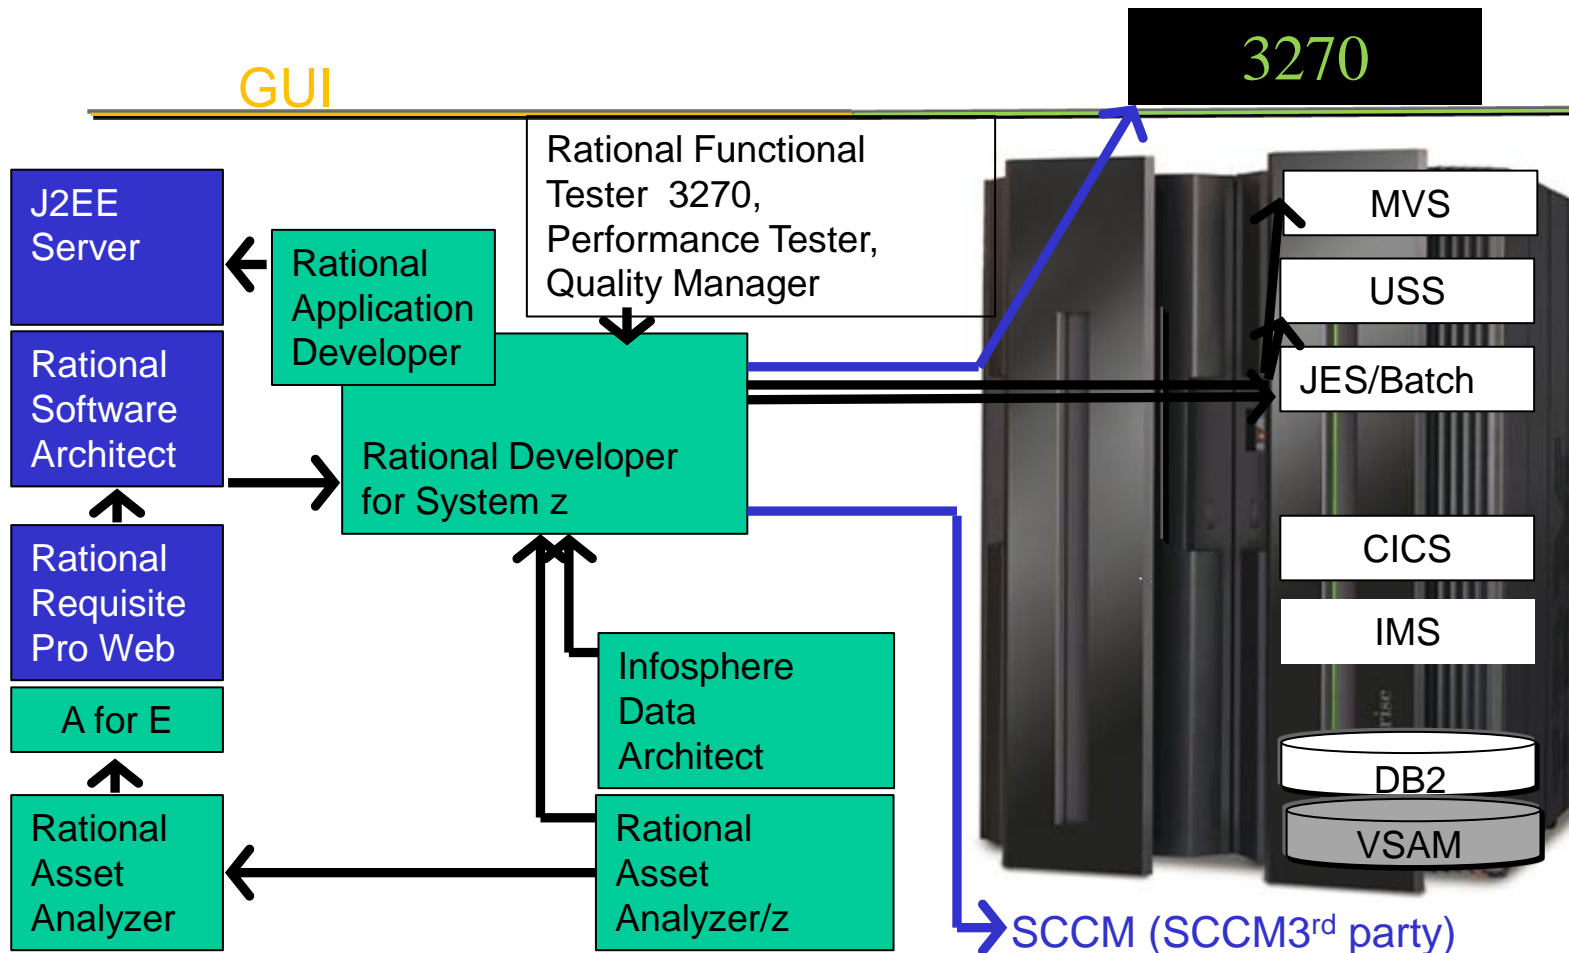 GUI
3270
J2EE
Server
Rational
Application
Developer
Rational Functional
Tester 3270,
Performance Tester,
Quality Manager
Rational
Software
Architect
Rational Developer
for System z
Rational
Requisite
Pro Web
A for E
Rational
Asset
Analyzer
Infosphere
Data
Architect
Rational
Asset
Analyzer/z
MVS
USS
JES/Batch
CICS
IMS
rise
DB2
VSAM
SCCM (SCCM3rd party)